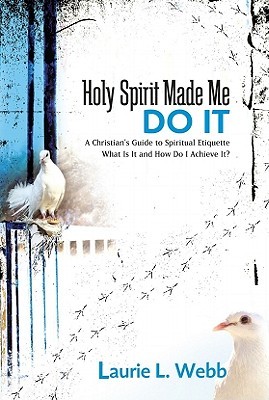 Holy Spirit Made Me
DO IT
A Christian's Guide to Spiritual Etiquette
What Is It and How Do I Achieve It?
Laurie L. Webb